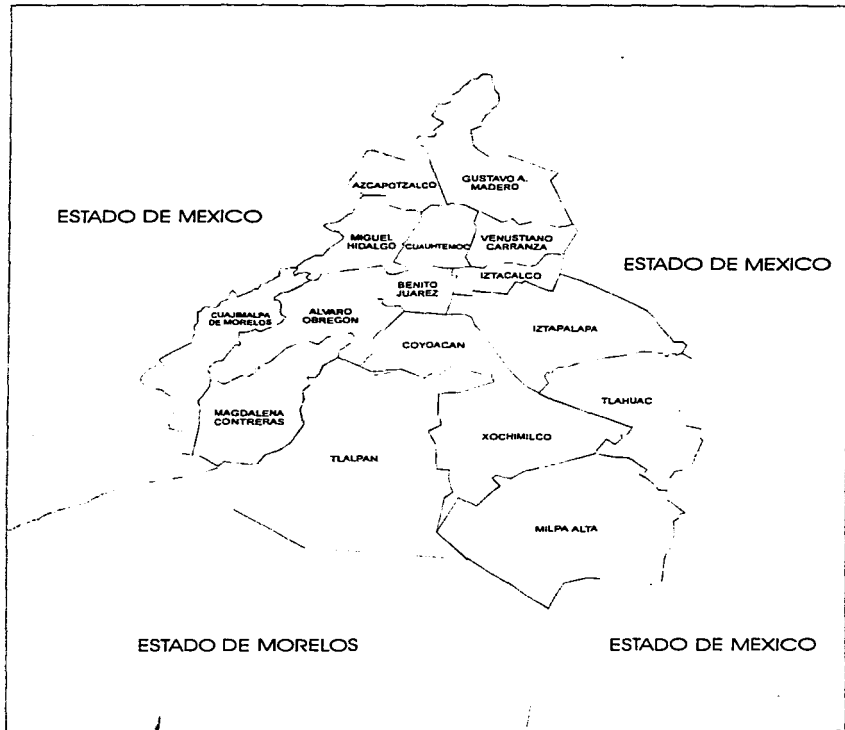 AZCAPOTZALCO
GUSTAVO A.
MADERO
ESTADO DE MEXICO
MIGUEL
HIDALGO
CUAUHTEMOC
VENUSTIANO
CARRANZA
ESTADO DE MEXICO
IZTACALCO
BENITO
JUAREZ
CUAJIMALPA
DE MORELOS
ALVARO
OBREGON
IZTAPALAPA
COYOACAN
TLAHUAC
MAGDALENA
CONTRERAS
XOCHIMILCO
TLALPAN
MILPA ALTA
ESTADO DE MORELOS
ESTADO DE MEXICO